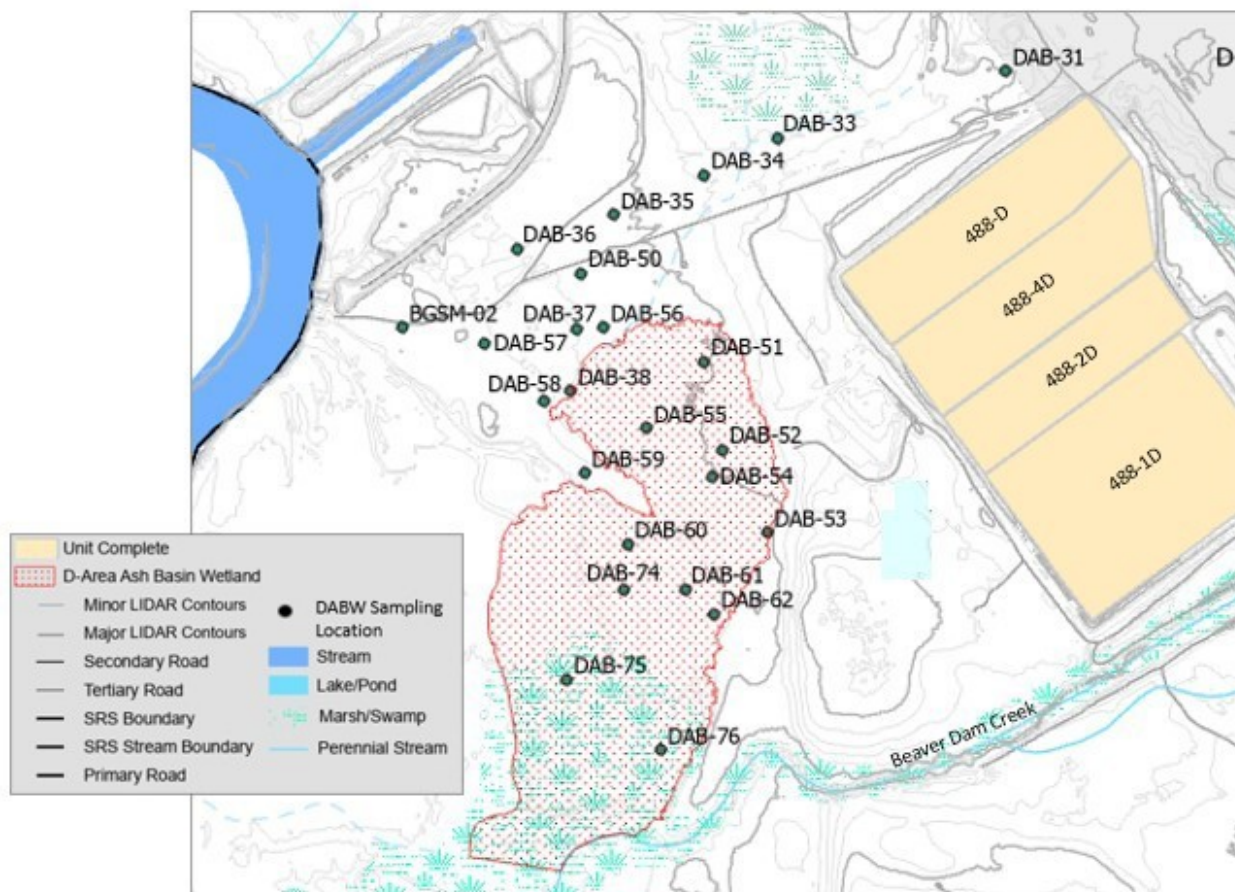 D
DAB-31
DAB-33
DAB-34
DAB-35
DAB-36
DAB-50
BGSM-02
DAB-37
DAB-56
DAB-57
DAB-51
DAB-38
DAB-58
DAB-55
DAB-52
DAB-59
DAB-54
DAB-53
DAB-60
DAB-74
DAB-61
DAB-62
DAB-75
DAB-76
488-D
488-4D
488-2D
488-1D
Beaver Dam Creek
Unit Complete
D-Area Ash Basin Wetland
Minor LIDAR Contours
Major LIDAR Contours
Secondary Road
Tertiary Road
SRS Boundary
SRS Stream Boundary
Primary Road
DABW Sampling
Location
Stream
Lake/Pond
Marsh/Swamp
Perennial Stream